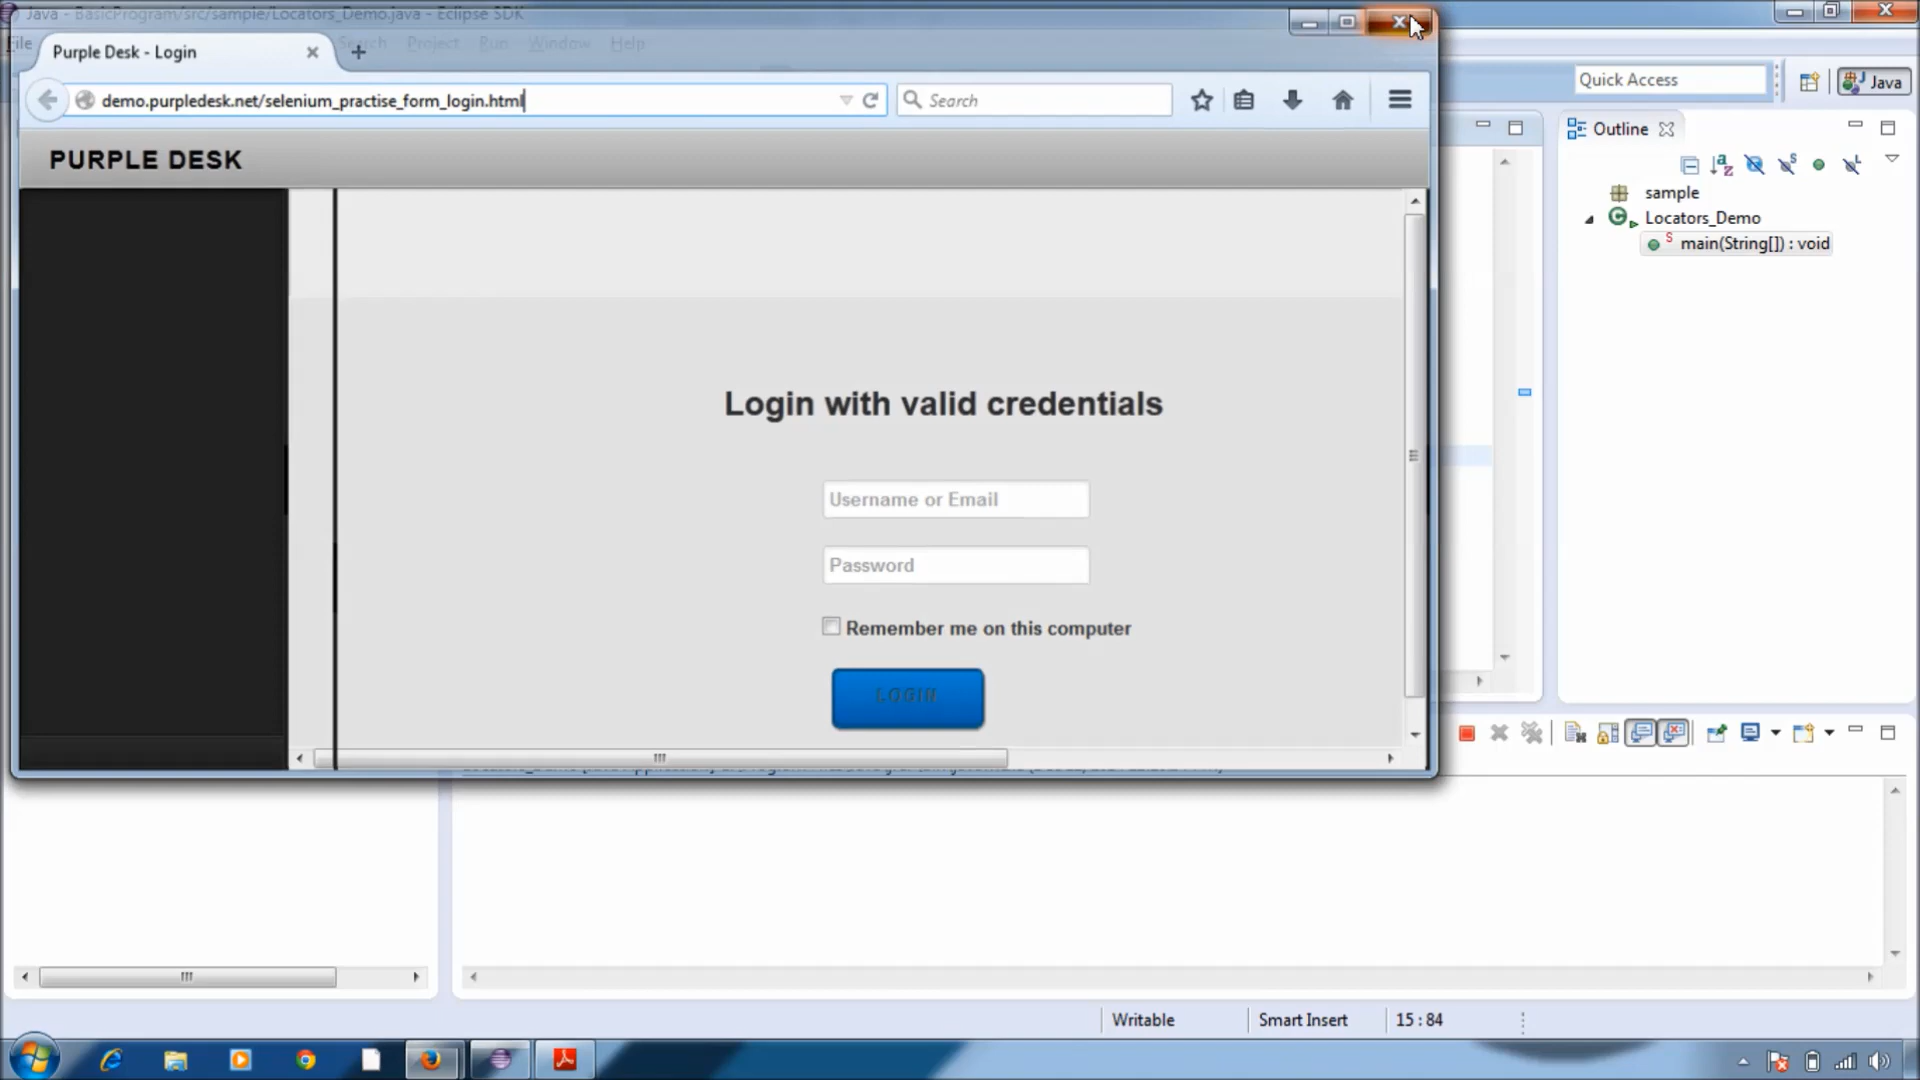 Java - BasicProgram/src/sample/Locators_Demo.java - Eclipse SDK
File Search Project Run Window Help
Purple Desk - Login
demo.purpledesk.net/selenium_practise_form_login.html
Search
Quick Access
Java
PURPLE DESK
Outline
sample
Locators_Demo
main(String[]) : void
Login with valid credentials
Username or Email
Password
Remember me on this computer
LOGIN
Writable
Smart Insert
15 : 84